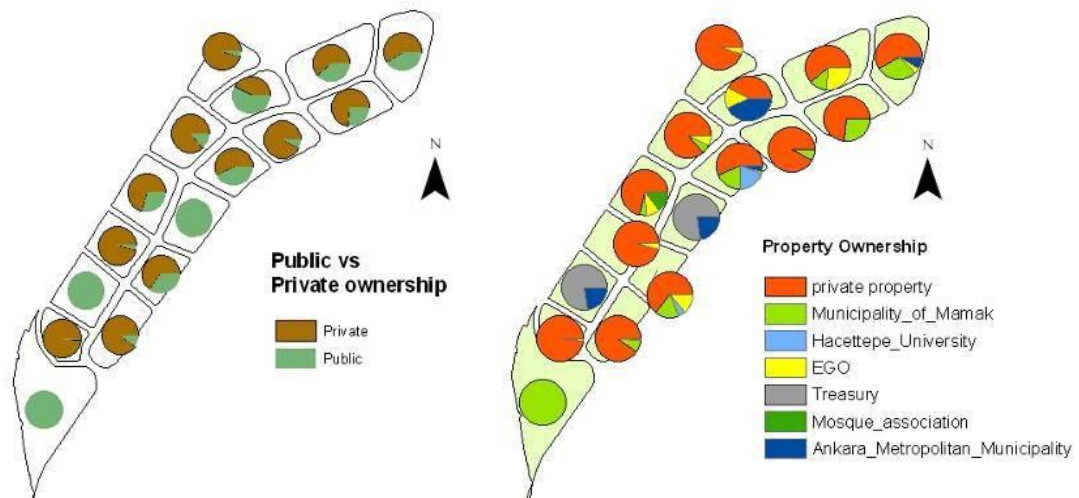 N
Public vs
Private ownership
Private
Public
N
Property Ownership
private property
Municipality_of_Mamak
Hacettepe_University
EGO
Treasury
Mosque_association
Ankara_Metropolitan_Municipality